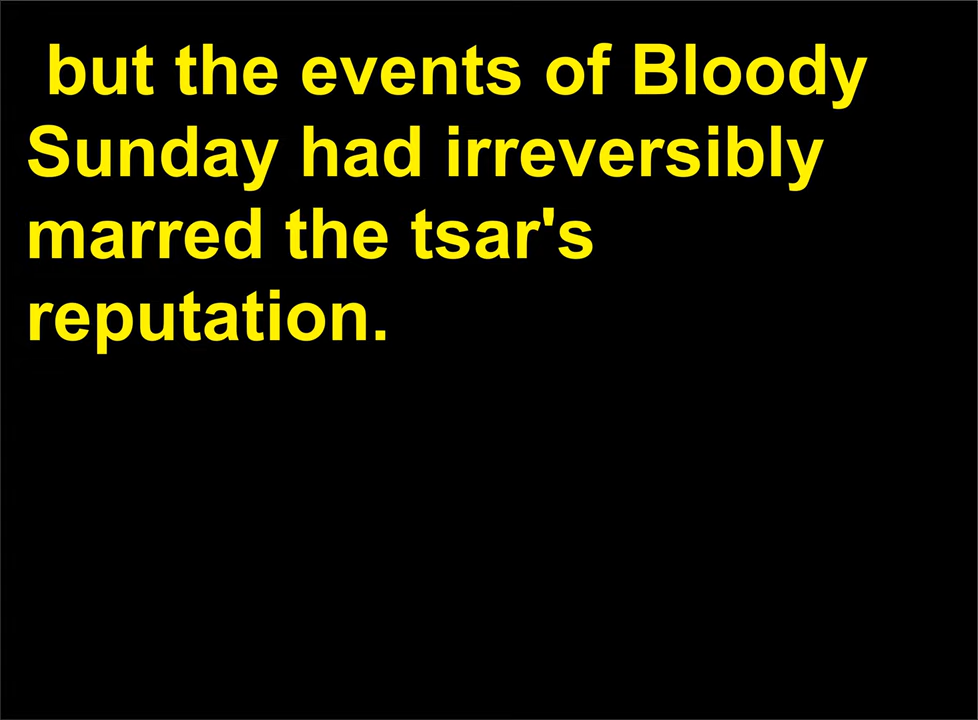 but the events of Bloody
Sunday had irreversibly
marred the tsar's
reputation.